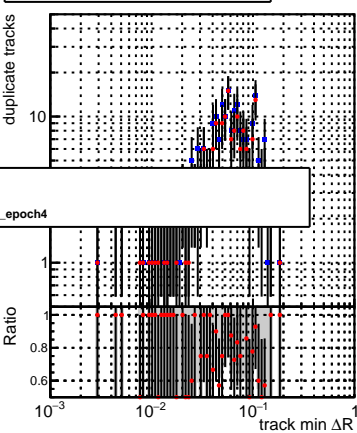 duplicate tracks
10
_epoch4
1
Ratio
1
0.8
0.6
10⁻³ 10⁻² 10⁻¹ 1
track min ΔR